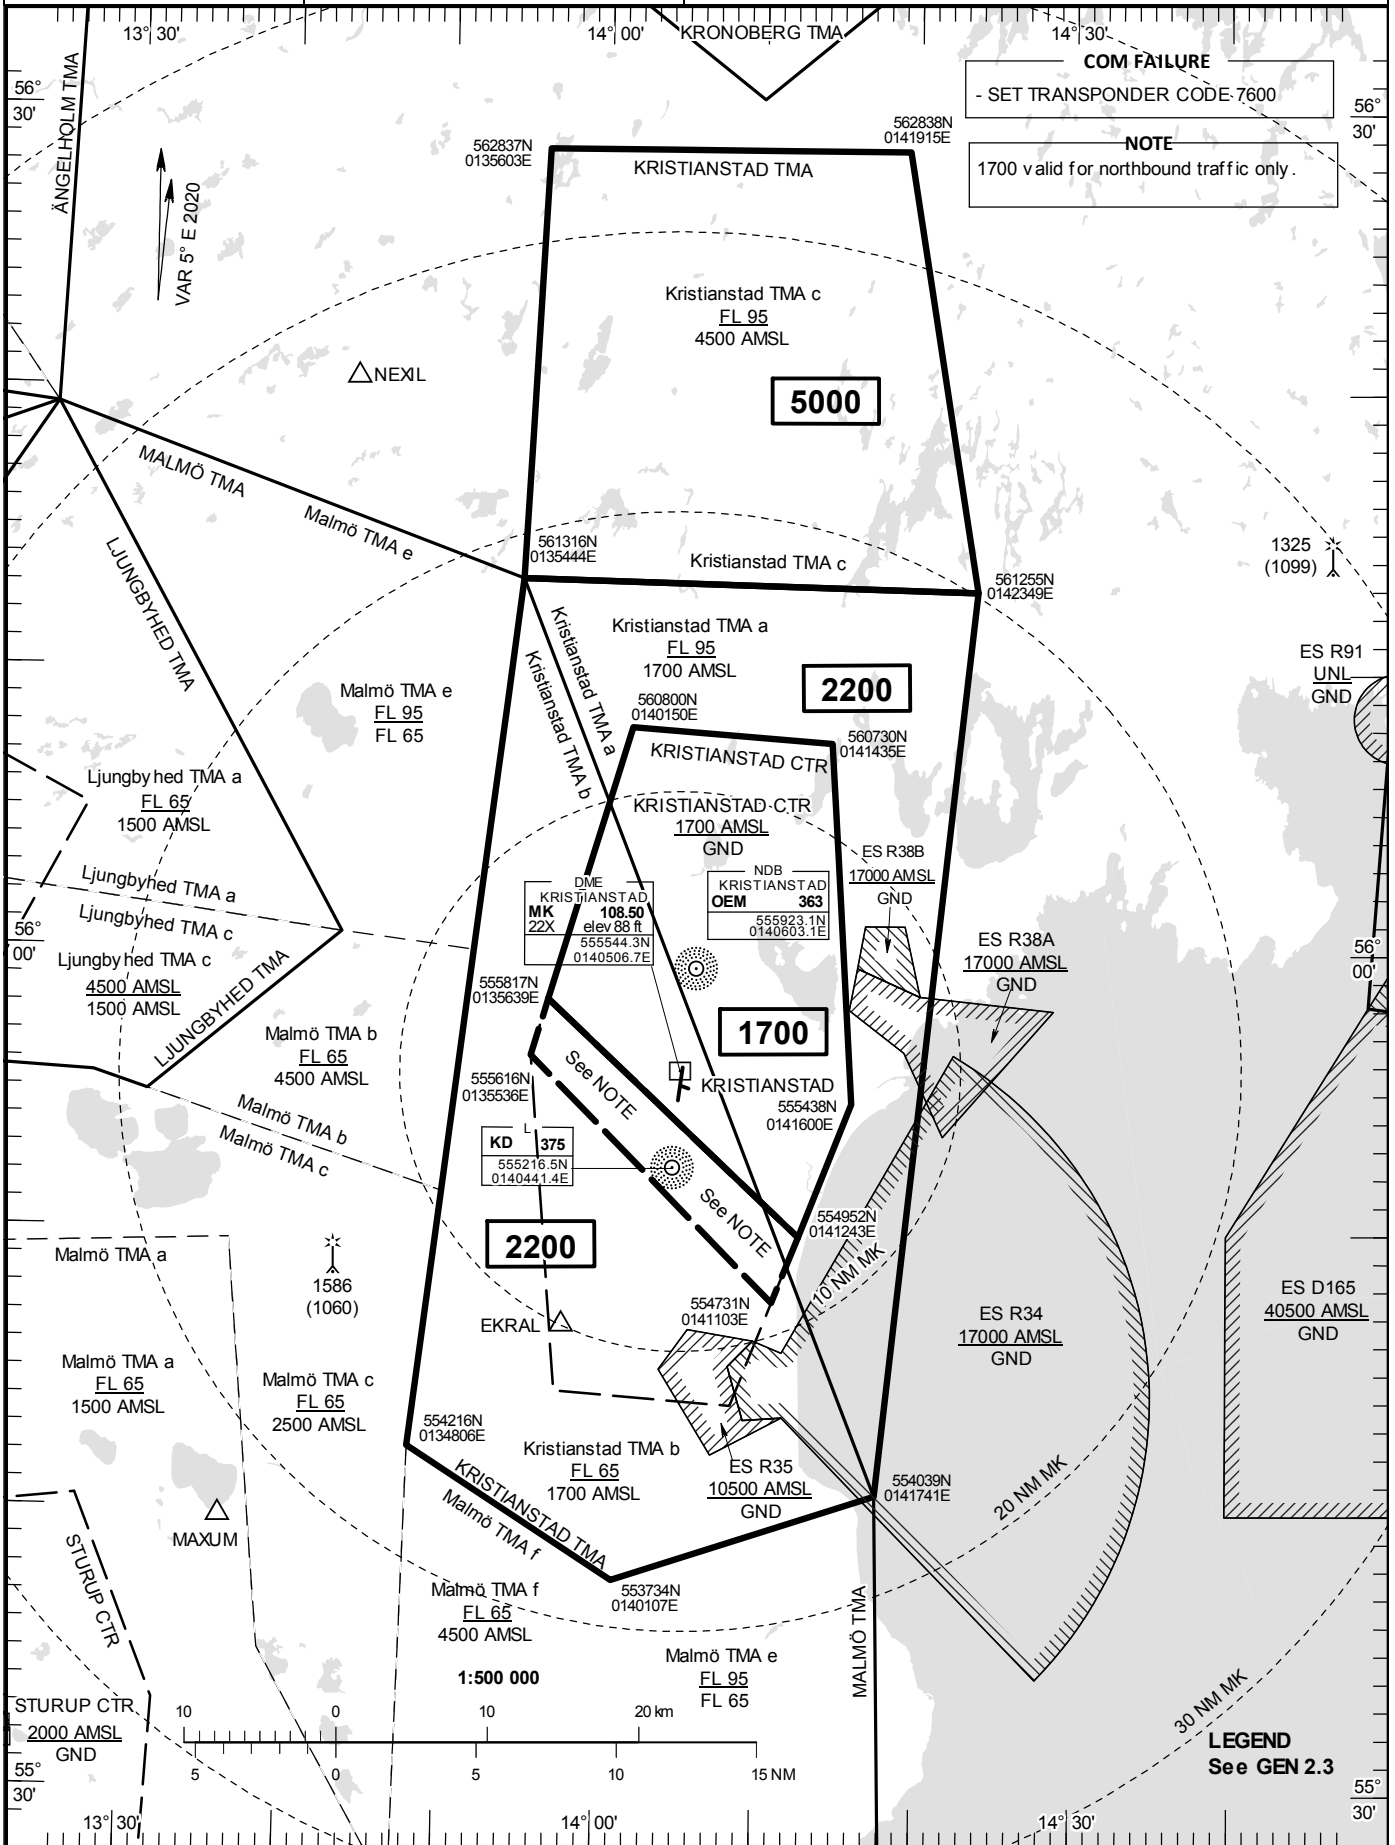 13° 30'
14° 00'
14° 30'
KRONOBERG TMA
ÄNGELHOLM TMA
56°
30'
COM FAILURE
- SET TRANSPONDER CODE 7600
56°
30'
NOTE
1700 valid for northbound traffic only.
562837N
0135603E
562838N
0141915E
KRISTIANSTAD TMA
VAR 5° E 2020
Kristianstad TMA c
FL 95
4500 AMSL
NEXIL
5000
MALMÖ TMA
Malmö TMA e
561316N
0135444E
Kristianstad TMA c
561255N
0142349E
1325
(1099)
LJUNGBYHED TMA
Kristianstad TMA a
Kristianstad TMA b
Kristianstad TMA a
FL 95
1700 AMSL
2200
ES R91
UNL
GND
Malmö TMA e
FL 95
FL 65
560800N
0140150E
560730N
0141435E
KRISTIANSTAD CTR
KRISTIANSTAD CTR
1700 AMSL
GND
Ljungbyhed TMA a
FL 65
1500 AMSL
ES R38B
17000 AMSL
GND
Ljungbyhed TMA a
Ljungbyhed TMA c
DME
KRISTIANSTAD
MK 108.50
22X elev 88 ft
555544.3N
0140506.7E
NDB
KRISTIANSTAD
OEM 363
555923.1N
0140603.1E
56°
00'
56°
00'
Ljungbyhed TMA c
4500 AMSL
1500 AMSL
LJUNGBYHED TMA
ES R38A
17000 AMSL
GND
555817N
0135639E
1700
Malmö TMA b
FL 65
4500 AMSL
See NOTE
KRISTIANSTAD
555616N
0135536E
555438N
0141600E
Malmö TMA b
Malmö TMA c
L
KD 375
555216.5N
0140441.4E
See NOTE
554952N
0141243E
2200
10 NM MK
Malmö TMA a
1586
(1060)
554731N
0141103E
EKRAL
ES R34
17000 AMSL
GND
ES D165
40500 AMSL
GND
Malmö TMA a
FL 65
1500 AMSL
Malmö TMA c
FL 65
2500 AMSL
554216N
0134806E
Kristianstad TMA b
FL 65
1700 AMSL
ES R35
10500 AMSL
GND
554039N
0141741E
20 NM MK
KRISTIANSTAD TMA
Malmö TMA f
MAXUM
STURUP CTR
553734N
0140107E
Malmö TMA f
FL 65
4500 AMSL
MALMÖ TMA
Malmö TMA e
FL 95
FL 65
1:500 000
30 NM MK
STURUP CTR
2000 AMSL
GND
10 0 10 20 km
5 0 5 10 15 NM
LEGEND
See GEN 2.3
55°
30'
55°
30'
13° 30'
14° 00'
14° 30'